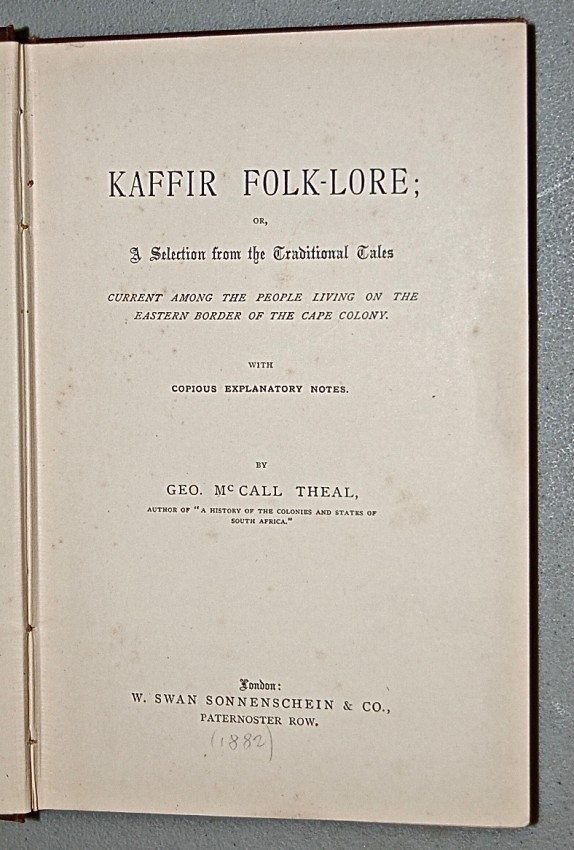 KAFFIR FOLK-LORE;
OR,
A Selection from the Traditional Tales
CURRENT AMONG THE PEOPLE LIVING ON THE
EASTERN BORDER OF THE CAPE COLONY.
WITH
COPIOUS EXPLANATORY NOTES.
BY
GEO. McCALL THEAL,
AUTHOR OF "A HISTORY OF THE COLONIES AND STATES OF
SOUTH AFRICA."
London:
W. SWAN SONNENSCHEIN & CO.,
PATERNOSTER ROW.
(1882)